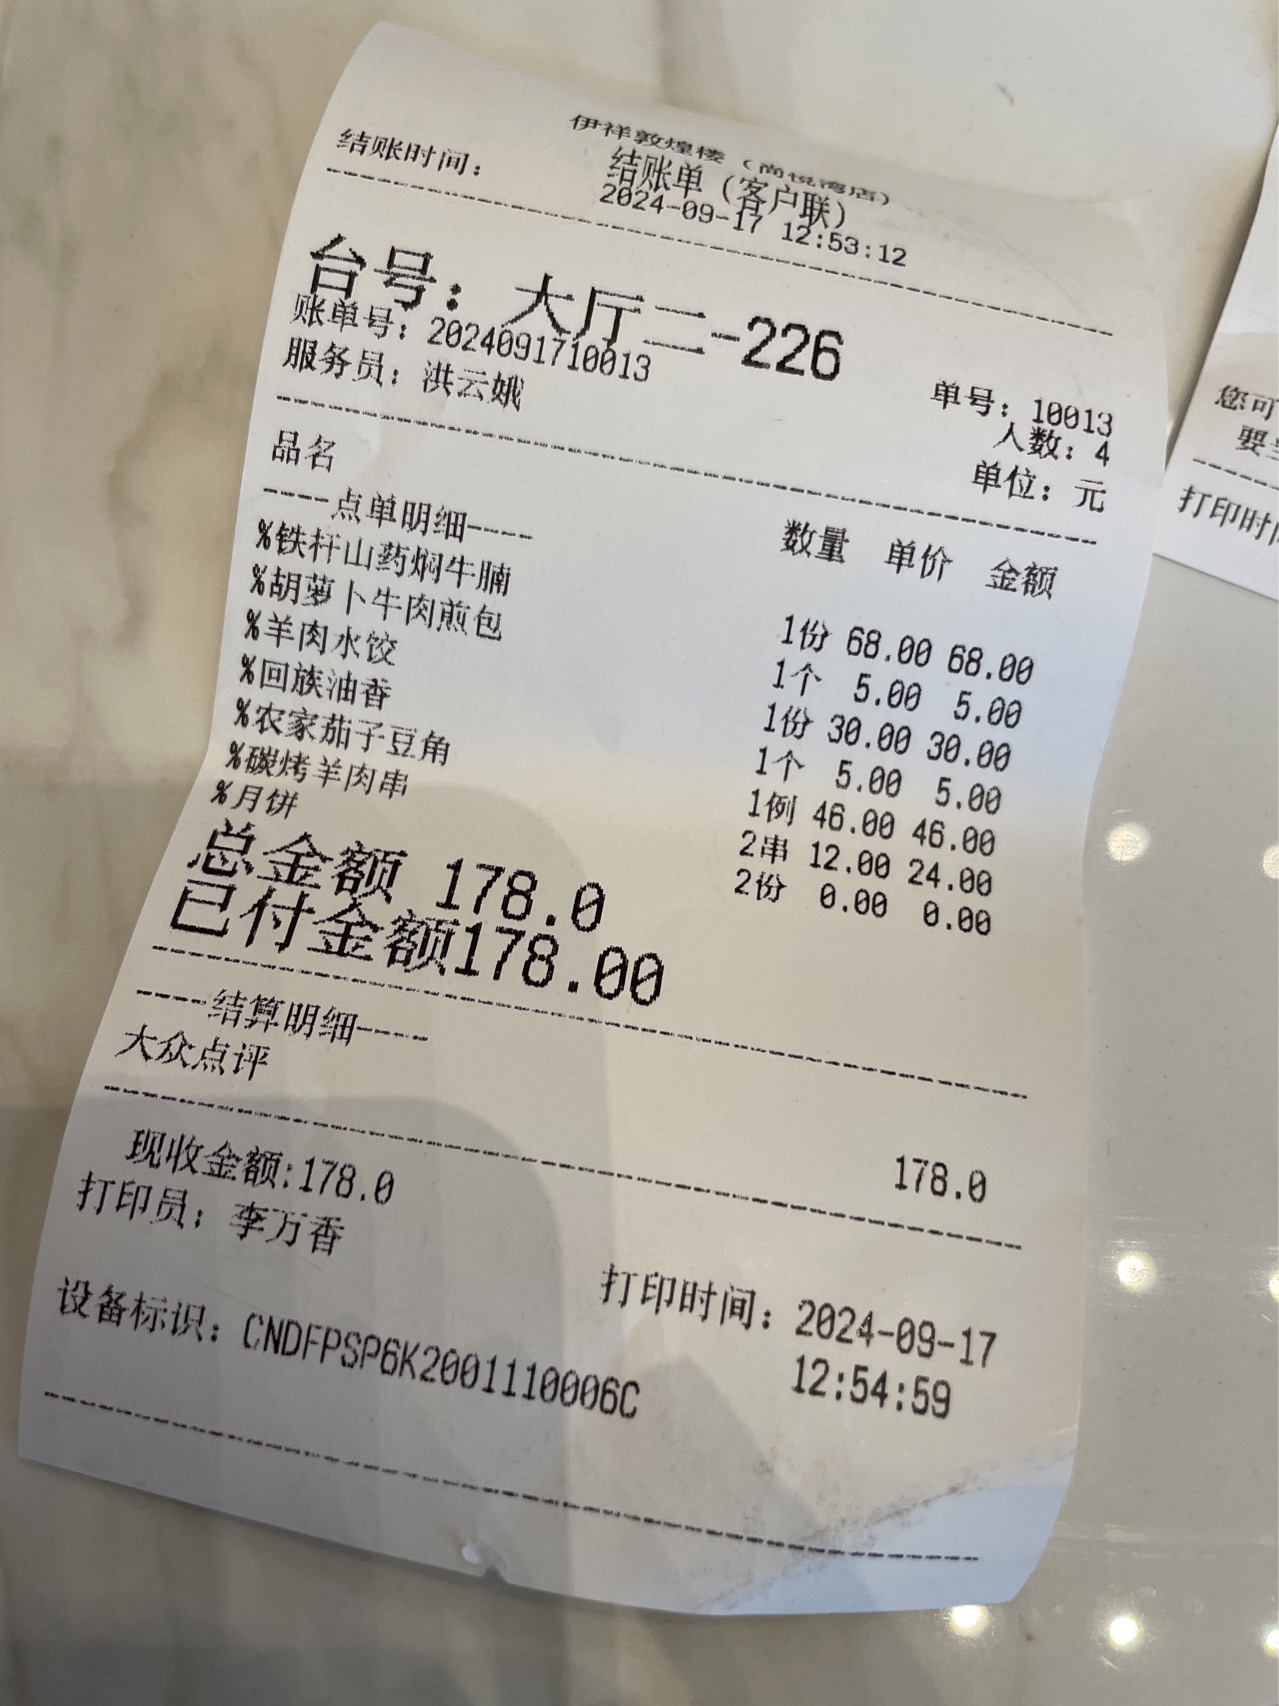 伊祥敦煌楼（尚悦湾店）
结账单（客户联）
结账时间： 2024-09-17 12:53:12
台号：大厅二-226
账单号：2024091710013 单号：10013
服务员：洪云娥 人数：4
单位：元
品名 数量 单价 金额
----点单明细----
%铁杆山药焖牛腩 1份 68.00 68.00
%胡萝卜牛肉煎包 1个 5.00 5.00
%羊肉水饺 1份 30.00 30.00
%回族油香 1个 5.00 5.00
%农家茄子豆角 1例 46.00 46.00
%碳烤羊肉串 2串 12.00 24.00
%月饼 2份 0.00 0.00
总金额 178.0
已付金额178.00
----结算明细----
大众点评 178.0
现收金额:178.0
打印员：李万香 打印时间：2024-09-17
12:54:59
设备标识：CNDFPSP6K2001110006C
您可
打印时